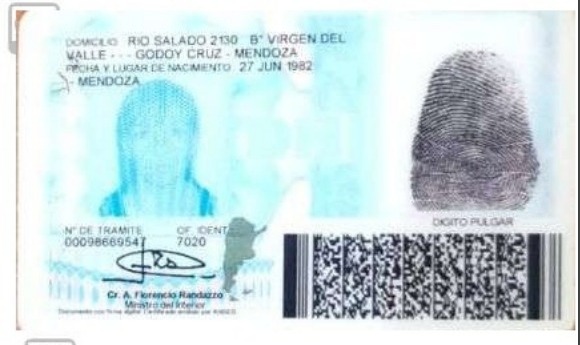 DOMICILIO RIO SALADO 2130 B° VIRGEN DEL
VALLE - - - GODOY CRUZ - MENDOZA
FECHA Y LUGAR DE NACIMIENTO 27 JUN 1982
- MENDOZA
DIGITO PULGAR
N° DE TRAMITE OF. IDENT
00098669547 7020
Cr. A. Florencio Randazzo
Ministro del Interior